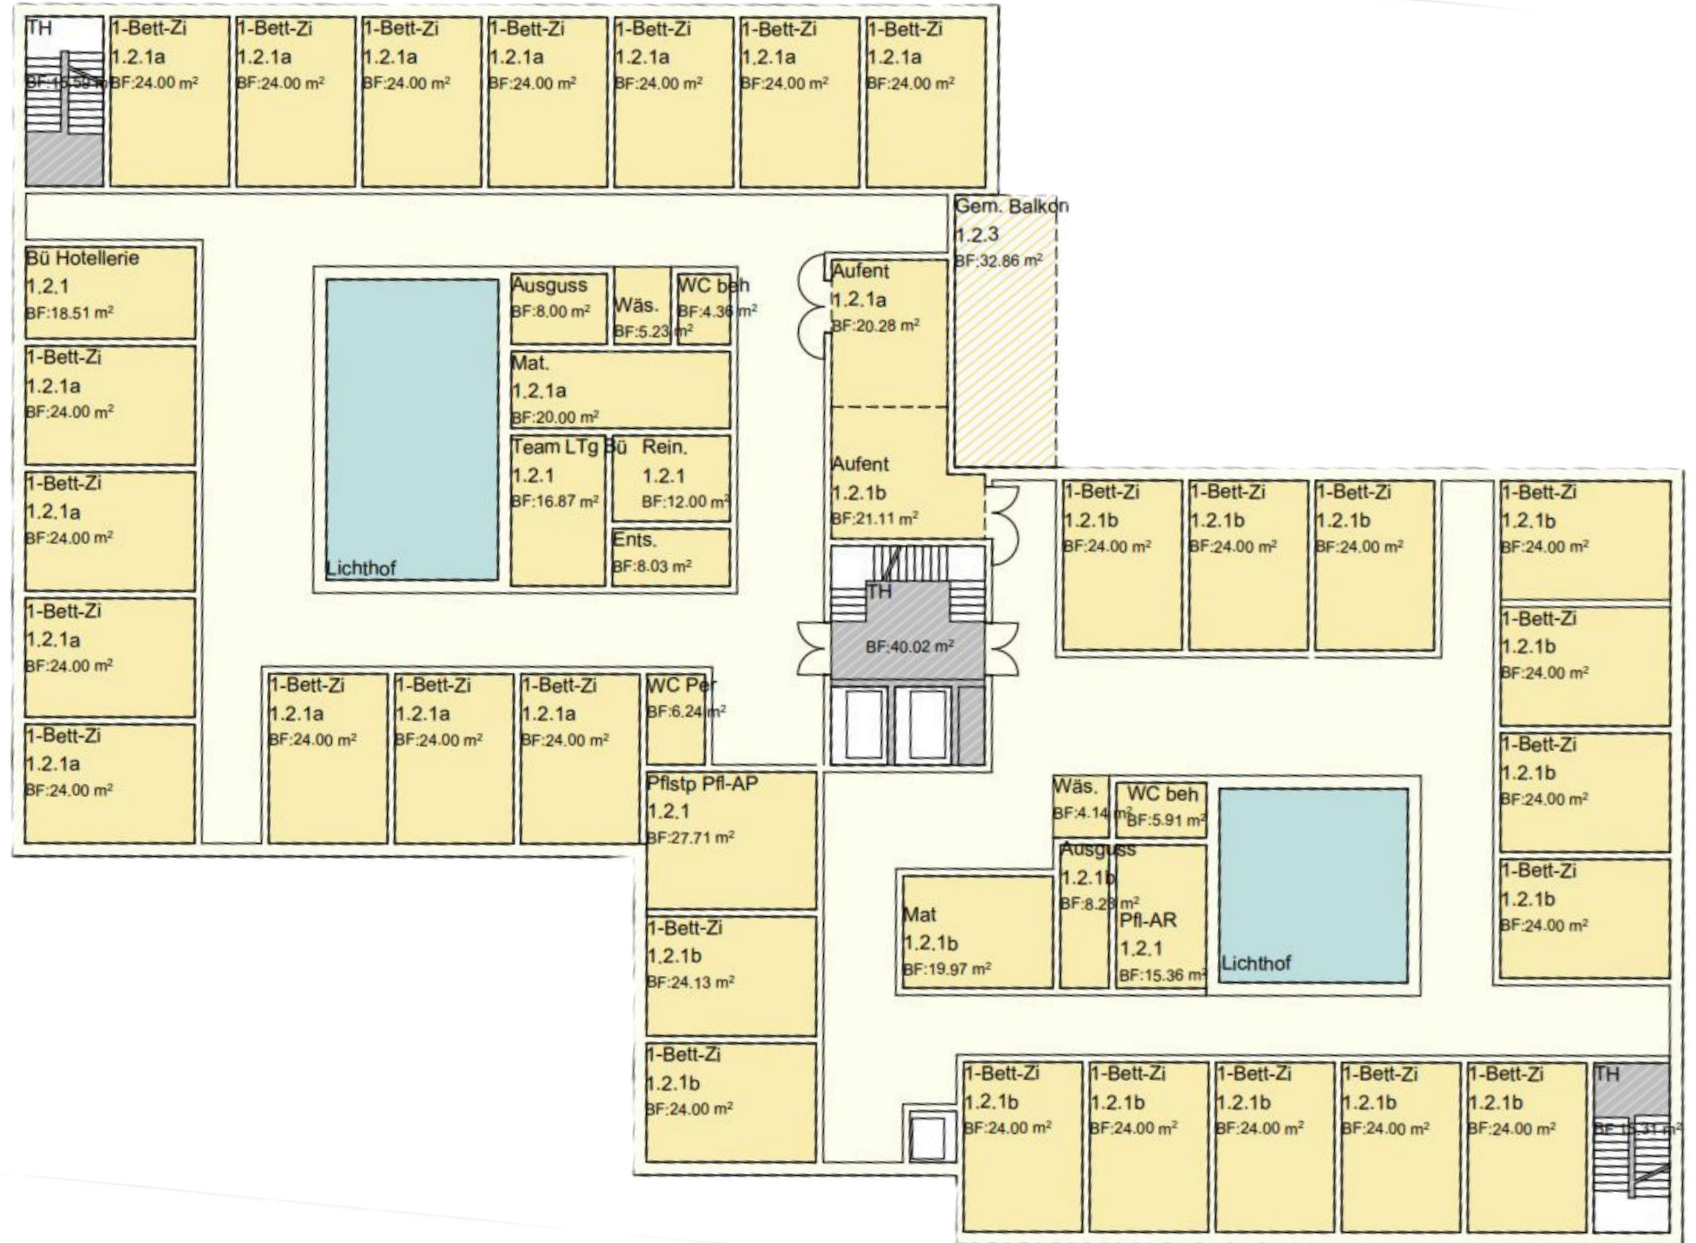 TH
BF:15.59 m²
1-Bett-Zi
1.2.1a
BF:24.00 m²
1-Bett-Zi
1.2.1a
BF:24.00 m²
1-Bett-Zi
1.2.1a
BF:24.00 m²
1-Bett-Zi
1.2.1a
BF:24.00 m²
1-Bett-Zi
1.2.1a
BF:24.00 m²
1-Bett-Zi
1.2.1a
BF:24.00 m²
1-Bett-Zi
1.2.1a
BF:24.00 m²
Gem. Balkon
1.2.3
BF:32.86 m²
Bü Hotellerie
1.2.1
BF:18.51 m²
1-Bett-Zi
1.2.1a
BF:24.00 m²
1-Bett-Zi
1.2.1a
BF:24.00 m²
1-Bett-Zi
1.2.1a
BF:24.00 m²
1-Bett-Zi
1.2.1a
BF:24.00 m²
Lichthof
Ausguss
BF:8.00 m²
Wäs.
BF:5.23 m²
WC beh
BF:4.36 m²
Mat.
1.2.1a
BF:20.00 m²
Team LTg Bü
1.2.1
BF:16.87 m²
Rein.
1.2.1
BF:12.00 m²
Ents.
BF:8.03 m²
Aufent
1.2.1a
BF:20.28 m²
Aufent
1.2.1b
BF:21.11 m²
TH
BF:40.02 m²
1-Bett-Zi
1.2.1a
BF:24.00 m²
1-Bett-Zi
1.2.1a
BF:24.00 m²
1-Bett-Zi
1.2.1a
BF:24.00 m²
WC Per
BF:6.24 m²
Pflstp Pfl-AP
1.2.1
BF:27.71 m²
1-Bett-Zi
1.2.1b
BF:24.13 m²
1-Bett-Zi
1.2.1b
BF:24.00 m²
1-Bett-Zi
1.2.1b
BF:24.00 m²
1-Bett-Zi
1.2.1b
BF:24.00 m²
1-Bett-Zi
1.2.1b
BF:24.00 m²
1-Bett-Zi
1.2.1b
BF:24.00 m²
1-Bett-Zi
1.2.1b
BF:24.00 m²
1-Bett-Zi
1.2.1b
BF:24.00 m²
1-Bett-Zi
1.2.1b
BF:24.00 m²
Wäs.
BF:4.14 m²
WC beh
BF:5.91 m²
Ausguss
1.2.1b
BF:8.23 m²
Mat
1.2.1b
BF:19.97 m²
Pfl-AR
1.2.1
BF:15.36 m²
Lichthof
1-Bett-Zi
1.2.1b
BF:24.00 m²
1-Bett-Zi
1.2.1b
BF:24.00 m²
1-Bett-Zi
1.2.1b
BF:24.00 m²
1-Bett-Zi
1.2.1b
BF:24.00 m²
1-Bett-Zi
1.2.1b
BF:24.00 m²
TH
BF:15.31 m²